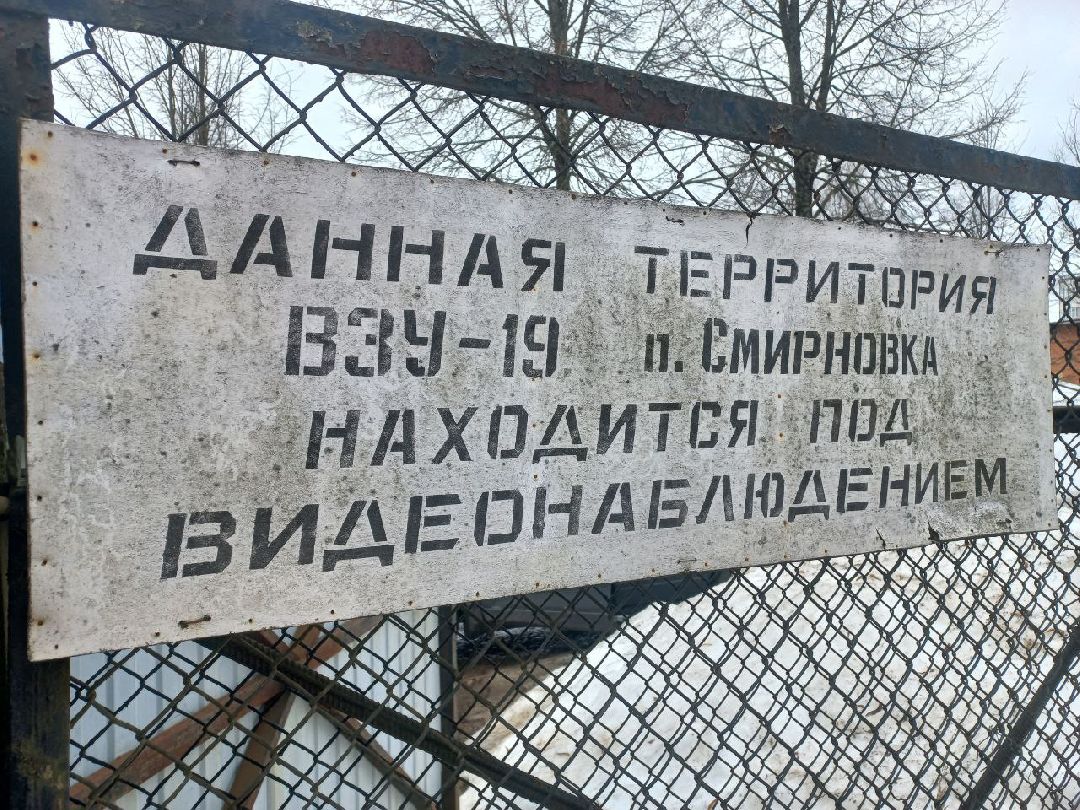 ДАННАЯ ТЕРРИТОРИЯ
ВЗУ-19 п. СМИРНОВКА
НАХОДИТСЯ ПОД
ВИДЕОНАБЛЮДЕНИЕМ